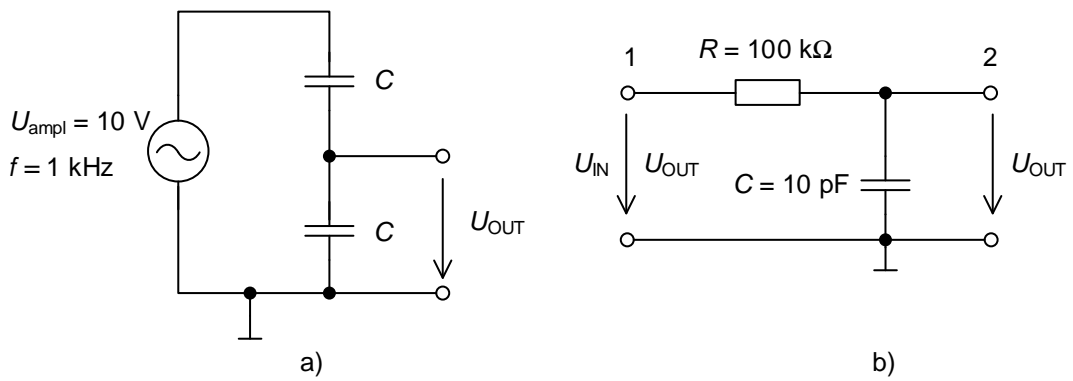 C
U_ampl = 10 V
f = 1 kHz
C
U_OUT
a)
1
R = 100 kΩ
2
U_IN
U_OUT
C = 10 pF
U_OUT
b)